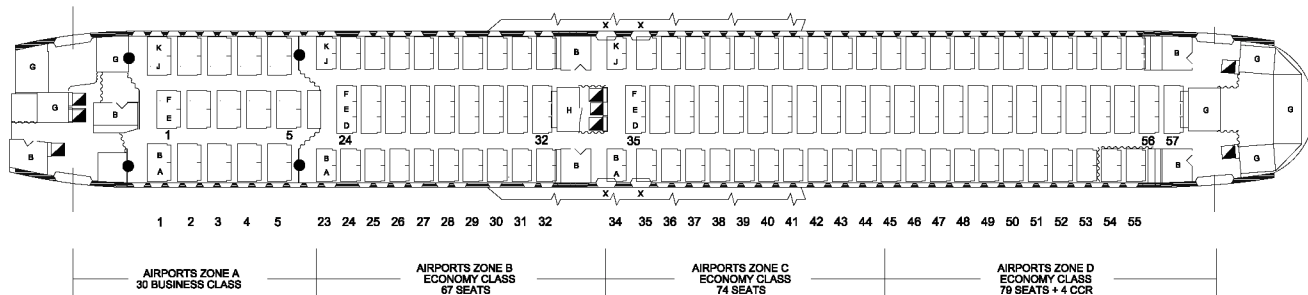 X X
K B K B G
G G J J
F F F
G B E E H E G G
D D
1 5 24 32 35 56 57
B B B B B B G
A A A
X X
1 2 3 4 5 23 24 25 26 27 28 29 30 31 32 34 35 36 37 38 39 40 41 42 43 44 45 46 47 48 49 50 51 52 53 54 55
AIRPORTS ZONE A
30 BUSINESS CLASS
AIRPORTS ZONE B
ECONOMY CLASS
67 SEATS
AIRPORTS ZONE C
ECONOMY CLASS
74 SEATS
AIRPORTS ZONE D
ECONOMY CLASS
79 SEATS + 4 CCR